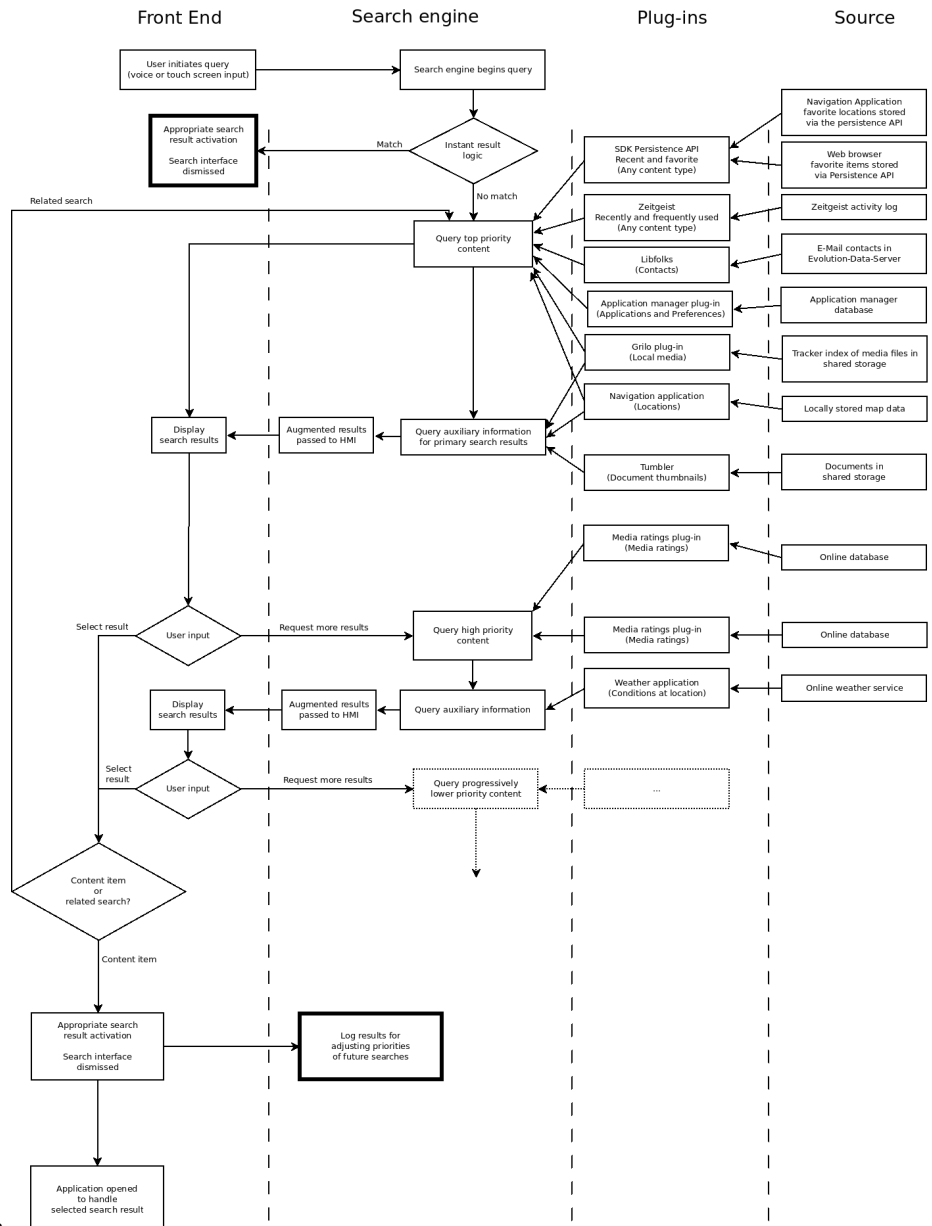 Front End
Search engine
Plug-ins
Source
User initiates query
(voice or touch screen input)
Search engine begins query
Navigation Application
favorite locations stored
via the persistence API
Appropriate search
result activation
Search interface
dismissed
Match
Instant result
logic
SDK Persistence API
Recent and favorite
(Any content type)
Web browser
favorite items stored
via Persistence API
No match
Related search
Zeitgeist
Recently and frequently used
(Any content type)
Zeitgeist activity log
Query top priority
content
Libfolks
(Contacts)
E-Mail contacts in
Evolution-Data-Server
Application manager plug-in
(Applications and Preferences)
Application manager
database
Grilo plug-in
(Local media)
Tracker index of media files in
shared storage
Navigation application
(Locations)
Locally stored map data
Display
search results
Augmented results
passed to HMI
Query auxiliary information
for primary search results
Tumbler
(Document thumbnails)
Documents in
shared storage
Media ratings plug-in
(Media ratings)
Online database
Select result
User input
Request more results
Query high priority
content
Media ratings plug-in
(Media ratings)
Online database
Weather application
(Conditions at location)
Online weather service
Display
search results
Augmented results
passed to HMI
Query auxiliary information
Select
result
User input
Request more results
Query progressively
lower priority content
...
Content item
or
related search?
Content item
Appropriate search
result activation
Search interface
dismissed
Log results for
adjusting priorities
of future searches
Application opened
to handle
selected search result